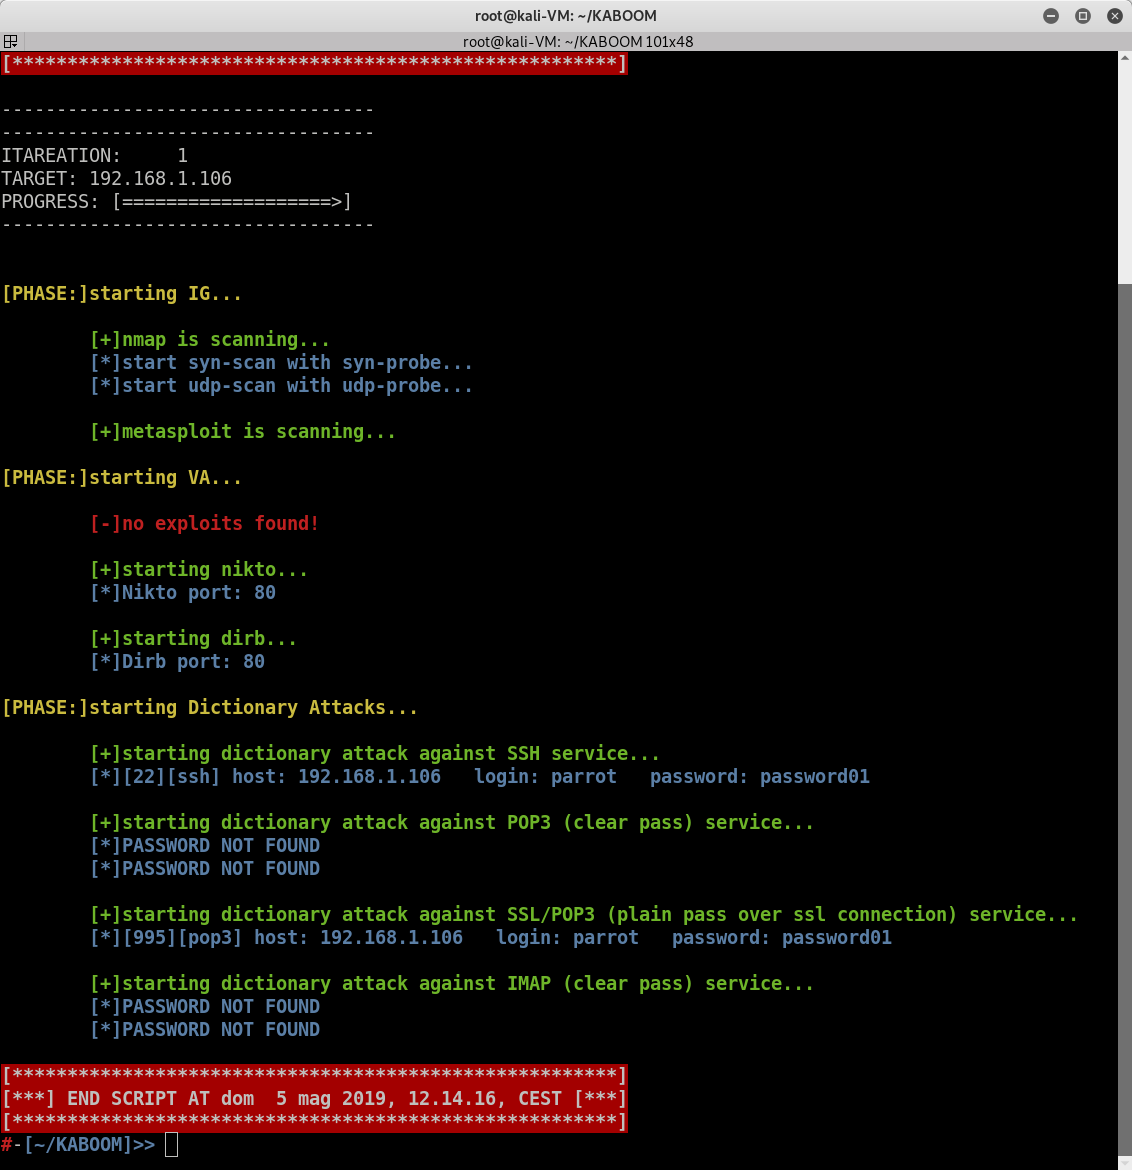 root@kali-VM: ~/KABOOM
root@kali-VM: ~/KABOOM 101x48
[*******************************************************]
----------------------------------
----------------------------------
ITAREATION:     1
TARGET: 192.168.1.106
PROGRESS: [===================>]
----------------------------------
[PHASE:]starting IG...
[+]nmap is scanning...
[*]start syn-scan with syn-probe...
[*]start udp-scan with udp-probe...
[+]metasploit is scanning...
[PHASE:]starting VA...
[-]no exploits found!
[+]starting nikto...
[*]Nikto port: 80
[+]starting dirb...
[*]Dirb port: 80
[PHASE:]starting Dictionary Attacks...
[+]starting dictionary attack against SSH service...
[*][22][ssh] host: 192.168.1.106   login: parrot   password: password01
[+]starting dictionary attack against POP3 (clear pass) service...
[*]PASSWORD NOT FOUND
[*]PASSWORD NOT FOUND
[+]starting dictionary attack against SSL/POP3 (plain pass over ssl connection) service...
[*][995][pop3] host: 192.168.1.106   login: parrot   password: password01
[+]starting dictionary attack against IMAP (clear pass) service...
[*]PASSWORD NOT FOUND
[*]PASSWORD NOT FOUND
[*******************************************************]
[***] END SCRIPT AT dom  5 mag 2019, 12.14.16, CEST [***]
[*******************************************************]
#-[~/KABOOM]>>